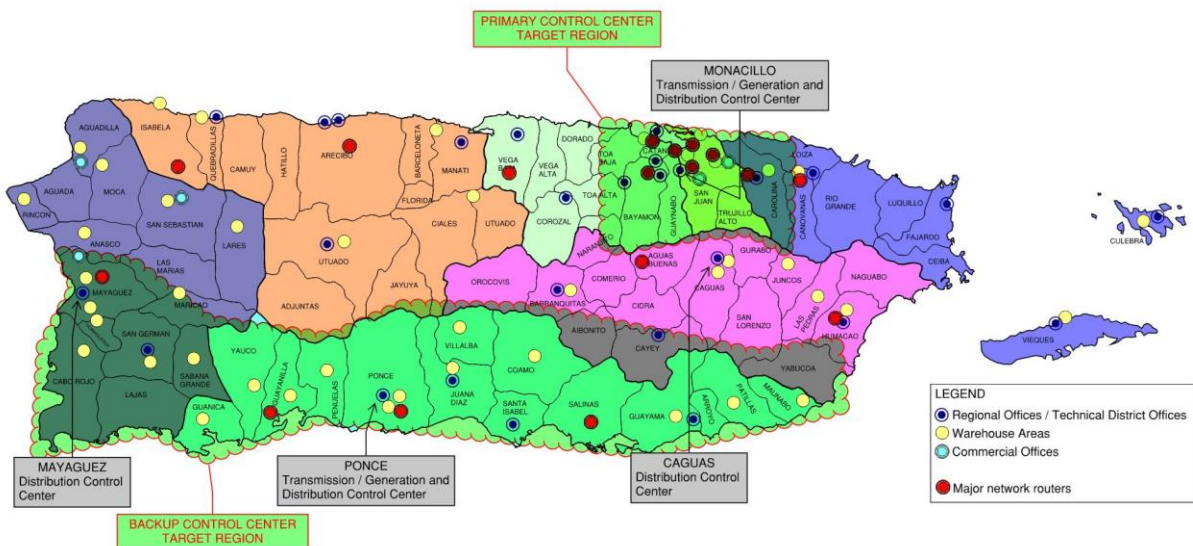 PRIMARY CONTROL CENTER
TARGET REGION
MONACILLO
Transmission / Generation and
Distribution Control Center
AGUADILLA
ISABELA
QUEBRADILLAS
CAMUY
HATILLO
ARECIBO
BARCELONETA
MANATI
VEGA
VEGA
ALTA
DORADO
TOA
BAJA
LOIZA
AGUADA
MOCA
RINCON
SAN SEBASTIAN
LARES
FLORIDA
CIALES
UTUADO
COROZAL
TOA ALTA
BAYAMON
GUAYNABO
SAN
JUAN
TRUJILLO
ALTO
CAROLINA
CANOVANAS
RIO
GRANDE
LUQUILLO
FAJARDO
CEIBA
CULEBRA
ANASCO
LAS
MARIAS
UTUADO
NARANJITO
AGUAS
BUENAS
GURABO
OROCOVIS
COMERIO
CAGUAS
JUNCOS
NAGUABO
MAYAGUEZ
MARICAO
ADJUNTAS
JAYUYA
BARRANQUITAS
CIDRA
SAN
LORENZO
LAS
PIEDRAS
HUMACAO
SAN GERMAN
YAUCO
VILLALBA
AIBONITO
CAYEY
YABUCOA
VIEQUES
CABO ROJO
LAJAS
SABANA
GRANDE
GUANICA
GUAYANILLA
PENUELAS
PONCE
JUANA
DIAZ
COAMO
SANTA
ISABEL
SALINAS
GUAYAMA
ARROYO
PATILLAS
MAUNABO
MAYAGUEZ
Distribution Control
Center
PONCE
Transmission / Generation and
Distribution Control Center
CAGUAS
Distribution Control
Center
BACKUP CONTROL CENTER
TARGET REGION
LEGEND
Regional Offices / Technical District Offices
Warehouse Areas
Commercial Offices
Major network routers